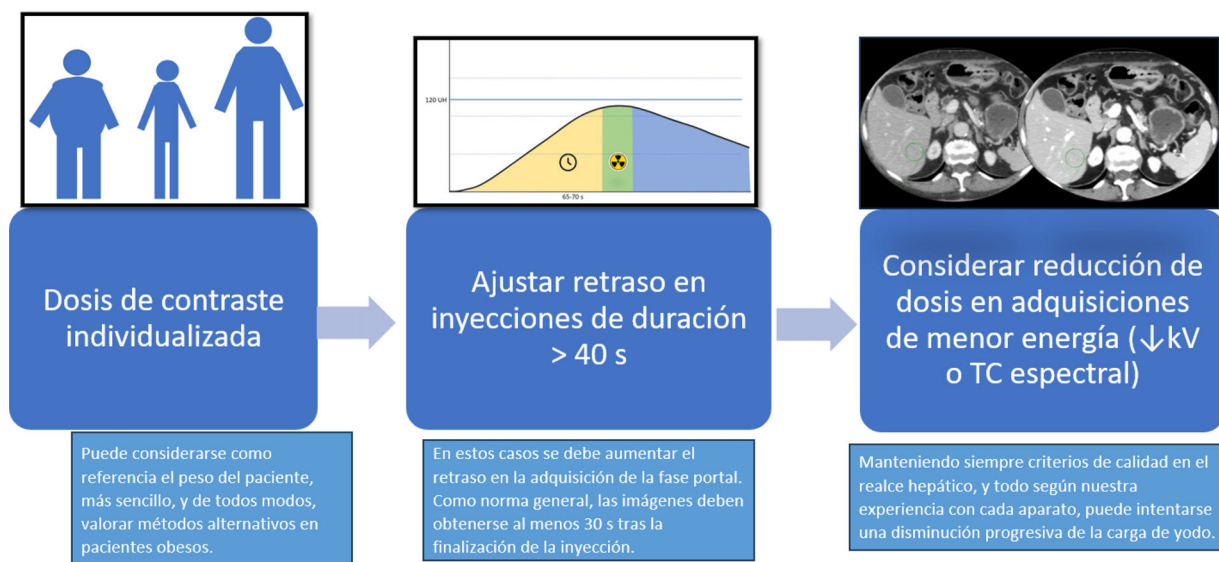 120 UH
65-70 s
Dosis de contraste
individualizada
Puede considerarse como
referencia el peso del paciente,
más sencillo, y de todos modos,
valorar métodos alternativos en
pacientes obesos.
Ajustar retraso en
inyecciones de duración
> 40 s
En estos casos se debe aumentar el
retraso en la adquisición de la fase portal.
Como norma general, las imágenes deben
obtenerse al menos 30 s tras la
finalización de la inyección.
Considerar reducción de
dosis en adquisiciones
de menor energía (↓kV
o TC espectral)
Manteniendo siempre criterios de calidad en el
realce hepático, y todo según nuestra
experiencia con cada aparato, puede intentarse
una disminución progresiva de la carga de yodo.